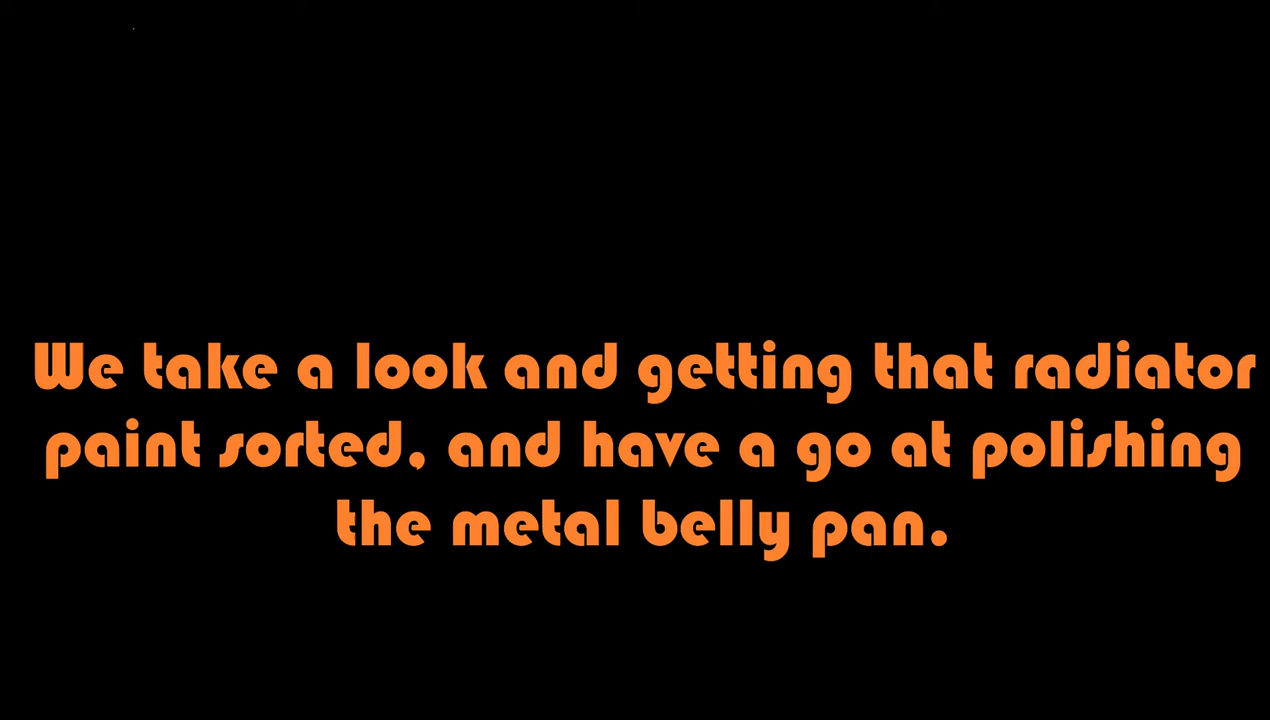 We take a look and getting that radiator
paint sorted, and have a go at polishing
the metal belly pan.